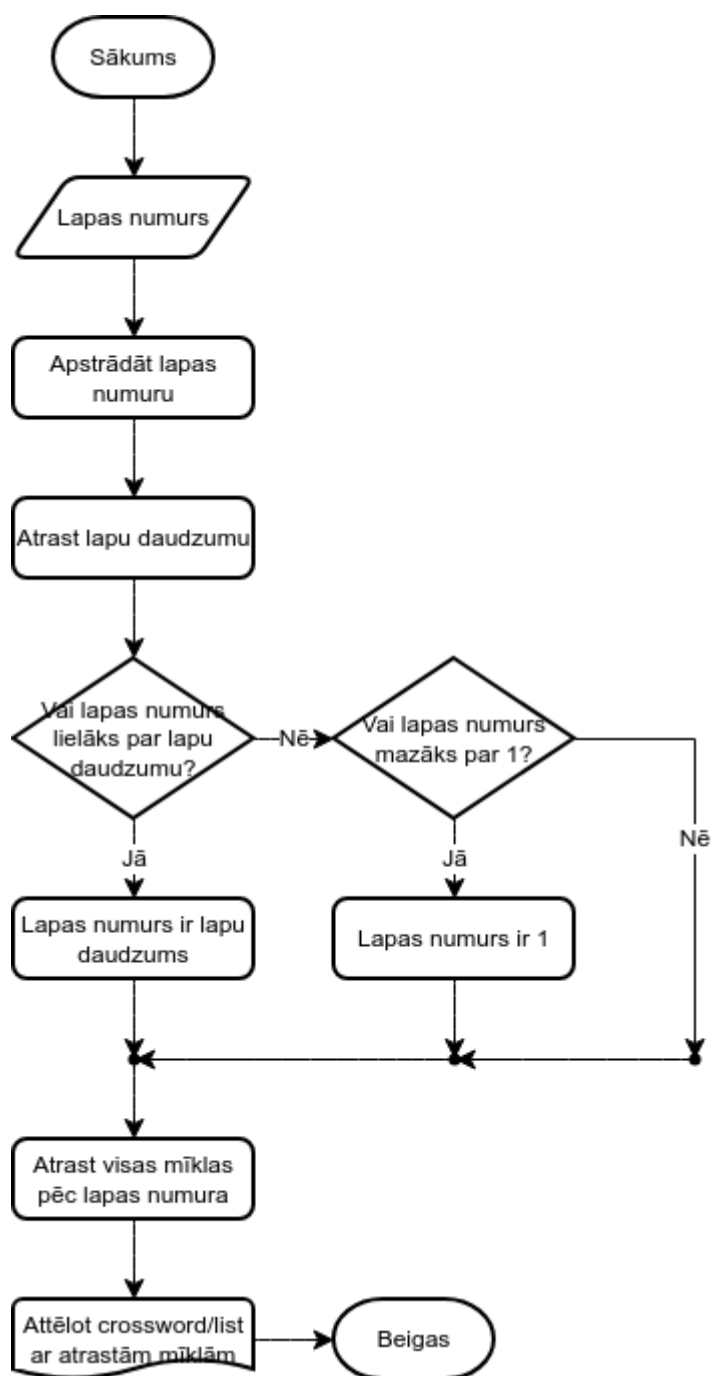 Sākums
Lapas numurs
Apstrādāt lapas
numuru
Atrast lapu daudzumu
Vai lapas numurs
lielāks par lapu
daudzumu?
Nē
Vai lapas numurs
mazāks par 1?
Nē
Jā
Jā
Lapas numurs ir lapu
daudzums
Lapas numurs ir 1
Atrast visas mīklas
pēc lapas numura
Attēlot crossword/list
ar atrastām mīklām
Beigas